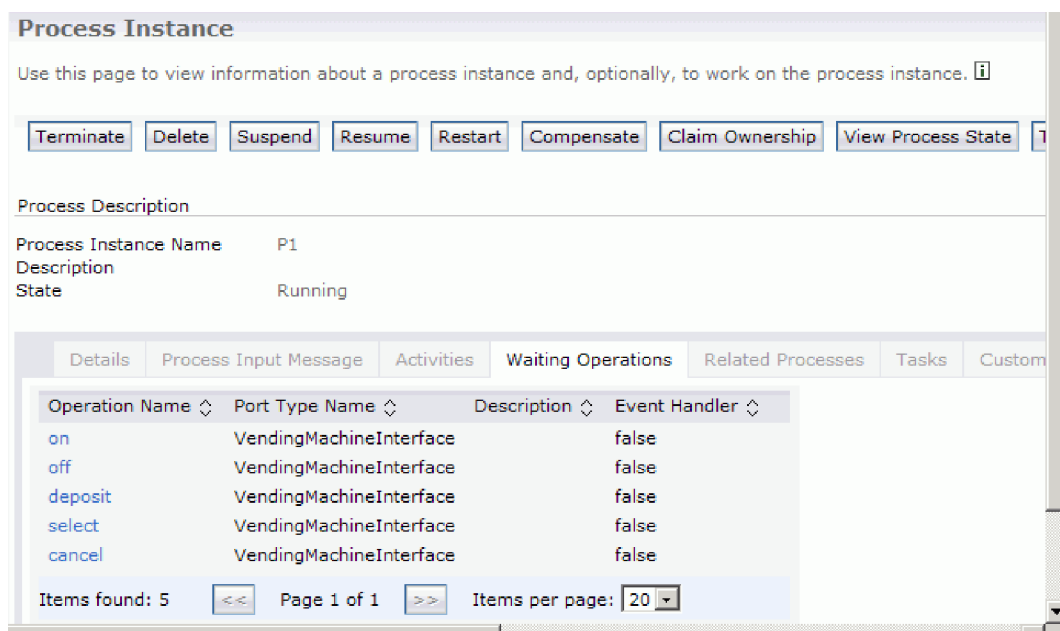 Process Instance
Use this page to view information about a process instance and, optionally, to work on the process instance. i
Terminate Delete Suspend Resume Restart Compensate Claim Ownership View Process State
Process Description
Process Instance Name P1
Description
State Running
Details Process Input Message Activities Waiting Operations Related Processes Tasks Custom
Operation Name Port Type Name Description Event Handler
on VendingMachineInterface false
off VendingMachineInterface false
deposit VendingMachineInterface false
select VendingMachineInterface false
cancel VendingMachineInterface false
Items found: 5 << Page 1 of 1 >> Items per page: 20